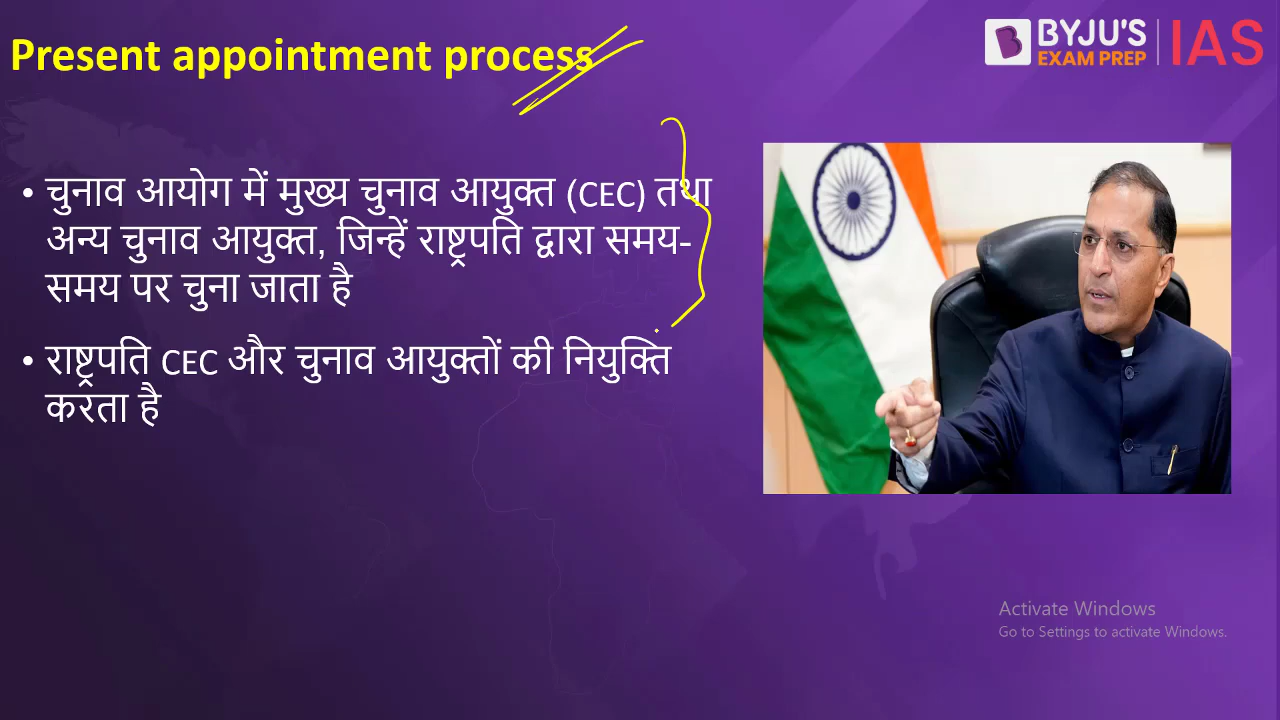 Present appointment process
BYJU'S
EXAM PREP
IAS
• चुनाव आयोग में मुख्य चुनाव आयुक्त (CEC) तथा
अन्य चुनाव आयुक्त, जिन्हें राष्ट्रपति द्वारा समय-
समय पर चुना जाता है
• राष्ट्रपति CEC और चुनाव आयुक्तों की नियुक्ति
करता है
Activate Windows
Go to Settings to activate Windows.